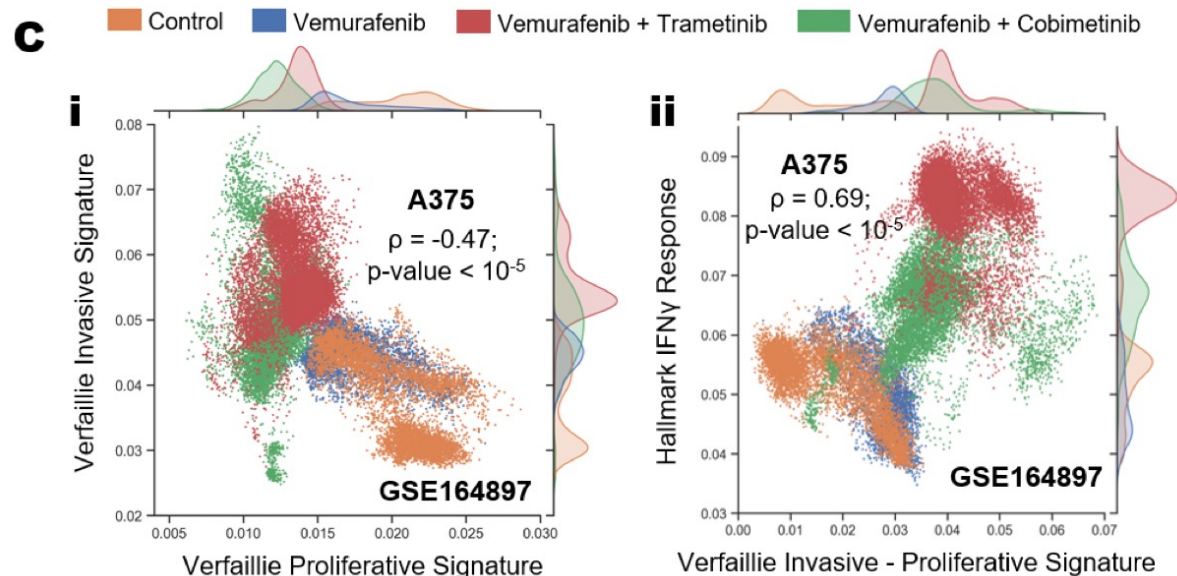 c
Control Vemurafenib Vemurafenib + Trametinib Vemurafenib + Cobimetinib
i
0.08
0.07
0.06
0.05
0.04
0.03
0.02
Verfaillie Invasive Signature
A375
ρ = -0.47;
p-value < 10⁻⁵
GSE164897
0.005 0.010 0.015 0.020 0.025 0.030
Verfaillie Proliferative Signature
ii
0.09
0.08
0.07
0.06
0.05
0.04
0.03
Hallmark IFNγ Response
A375
ρ = 0.69;
p-value < 10⁻⁵
GSE164897
0.00 0.01 0.02 0.03 0.04 0.05 0.06 0.07
Verfaillie Invasive - Proliferative Signature